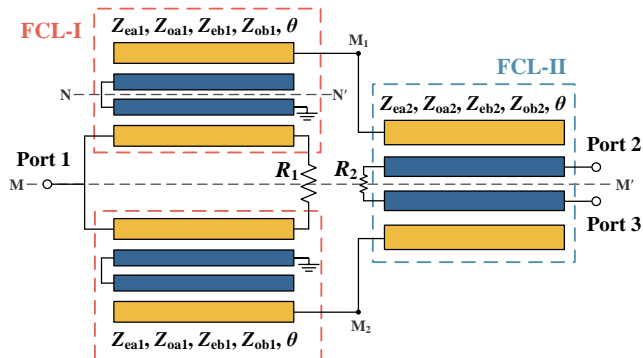 FCL-I
Zea1, Zoa1, Zeb1, Zob1, θ
M1
FCL-II
N
N'
Zea2, Zoa2, Zeb2, Zob2, θ
Port 1
Port 2
R1
R2
M
M'
Port 3
M2
Zea1, Zoa1, Zeb1, Zob1, θ